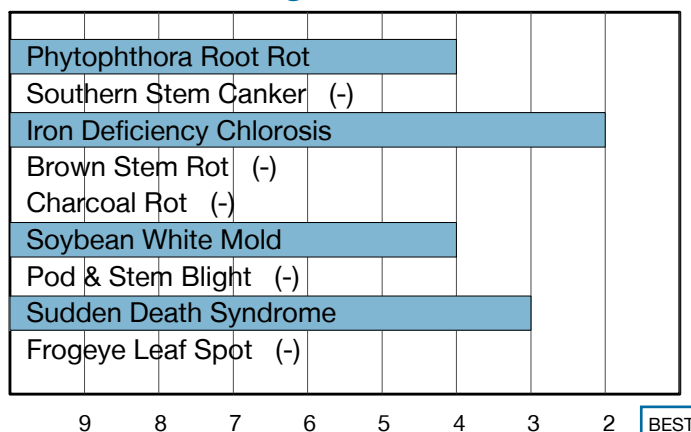 Phytophthora Root Rot
Southern Stem Canker (-)
Iron Deficiency Chlorosis
Brown Stem Rot (-)
Charcoal Rot (-)
Soybean White Mold
Pod & Stem Blight (-)
Sudden Death Syndrome
Frogeye Leaf Spot (-)
9 8 7 6 5 4 3 2 BEST